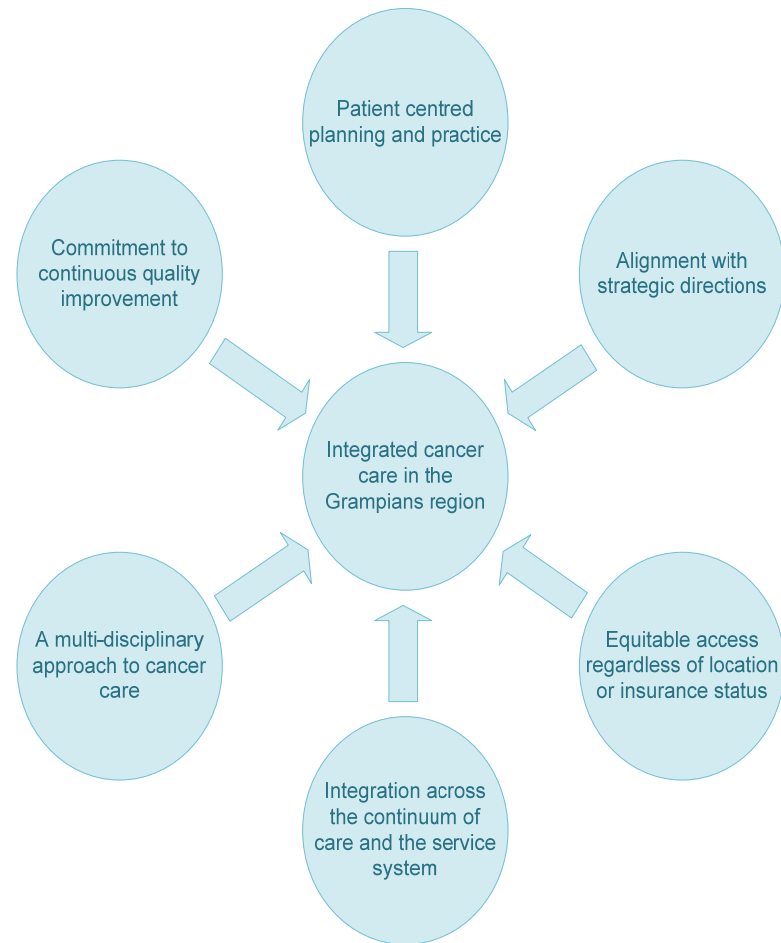 Patient centred
planning and practice
Commitment to
continuous quality
improvement
Alignment with
strategic directions
Integrated cancer
care in the
Grampians region
A multi-disciplinary
approach to cancer
care
Equitable access
regardless of location
or insurance status
Integration across
the continuum of
care and the service
system